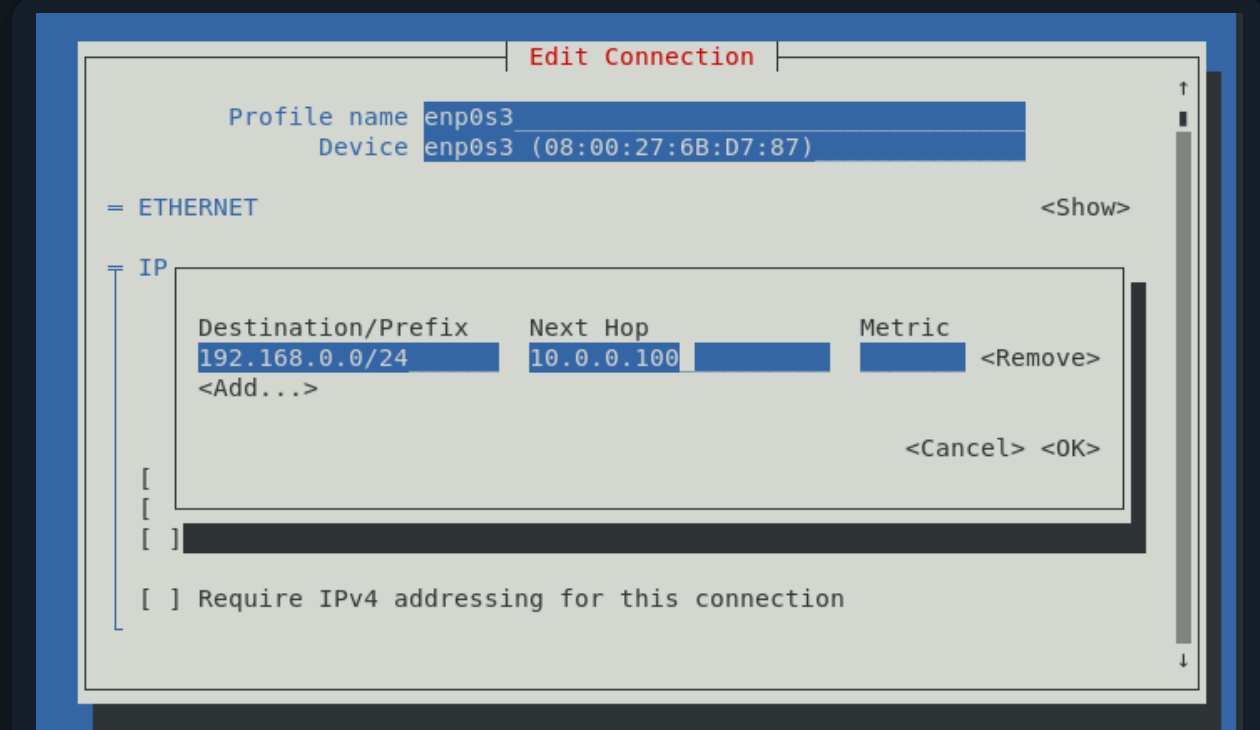 Edit Connection
Profile name enp0s3
Device enp0s3 (08:00:27:6B:D7:87)
= ETHERNET <Show>
IP
Destination/Prefix Next Hop Metric
192.168.0.0/24 10.0.0.100 <Remove>
<Add...>
<Cancel> <OK>
[
[
[ ]
[ ] Require IPv4 addressing for this connection